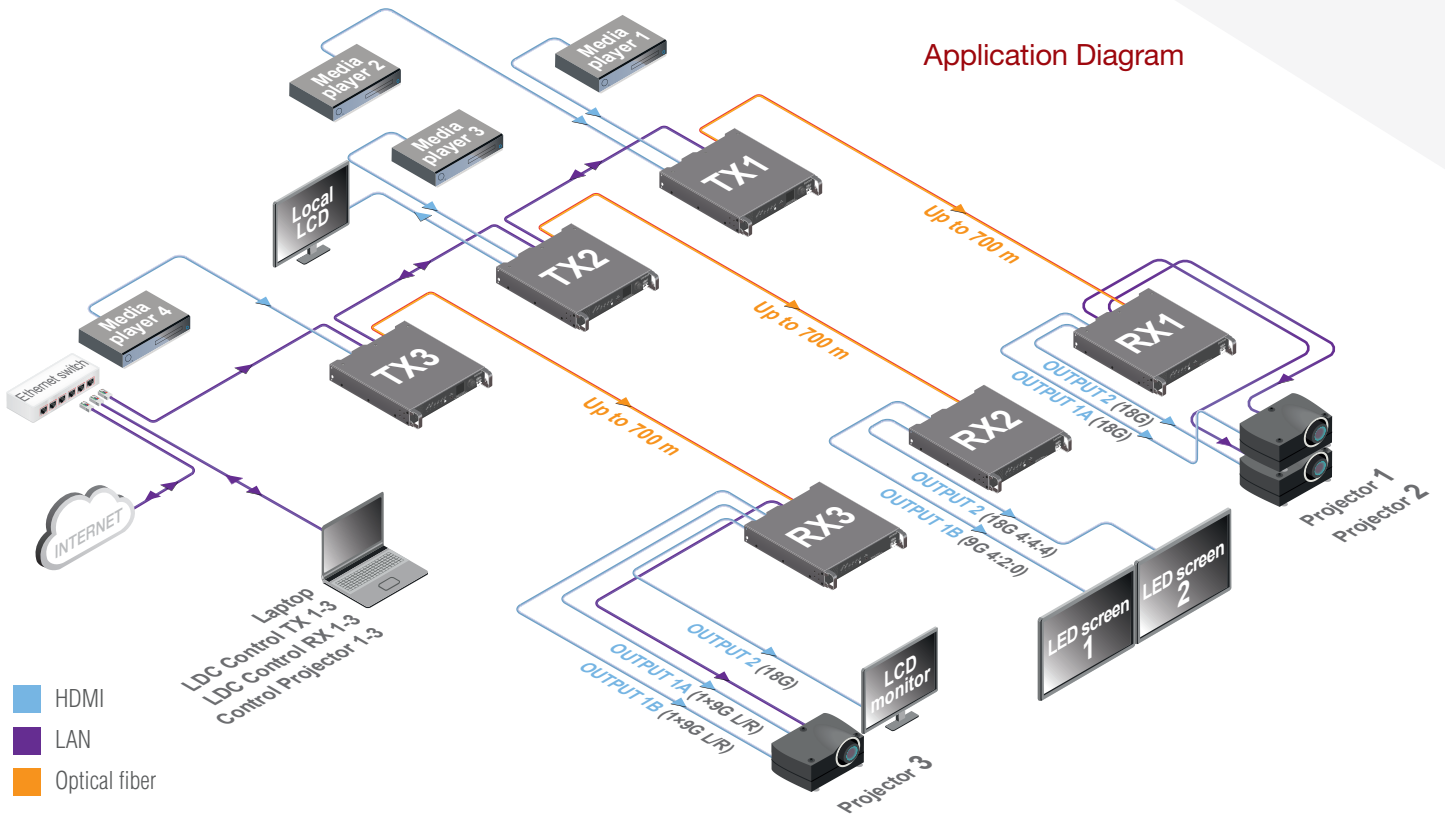 Application Diagram
Media
player 1
Media
player 2
Media
player 3
TX1
Local
LCD
TX2
Up to 700 m
Media
player 4
TX3
Up to 700 m
RX1
Ethernet switch
OUTPUT 2 (18G)
OUTPUT 1A (18G)
Up to 700 m
RX2
Projector 1
Projector 2
INTERNET
RX3
OUTPUT 2 (18G 4:4:4)
OUTPUT 1B (9G 4:2:0)
LED screen
2
LED screen
1
Laptop
LDC Control TX 1-3
LDC Control RX 1-3
Control Projector 1-3
OUTPUT 2 (18G)
OUTPUT 1A (1×9G L/R)
OUTPUT 1B (1×9G L/R)
LCD
monitor
Projector 3
HDMI
LAN
Optical fiber